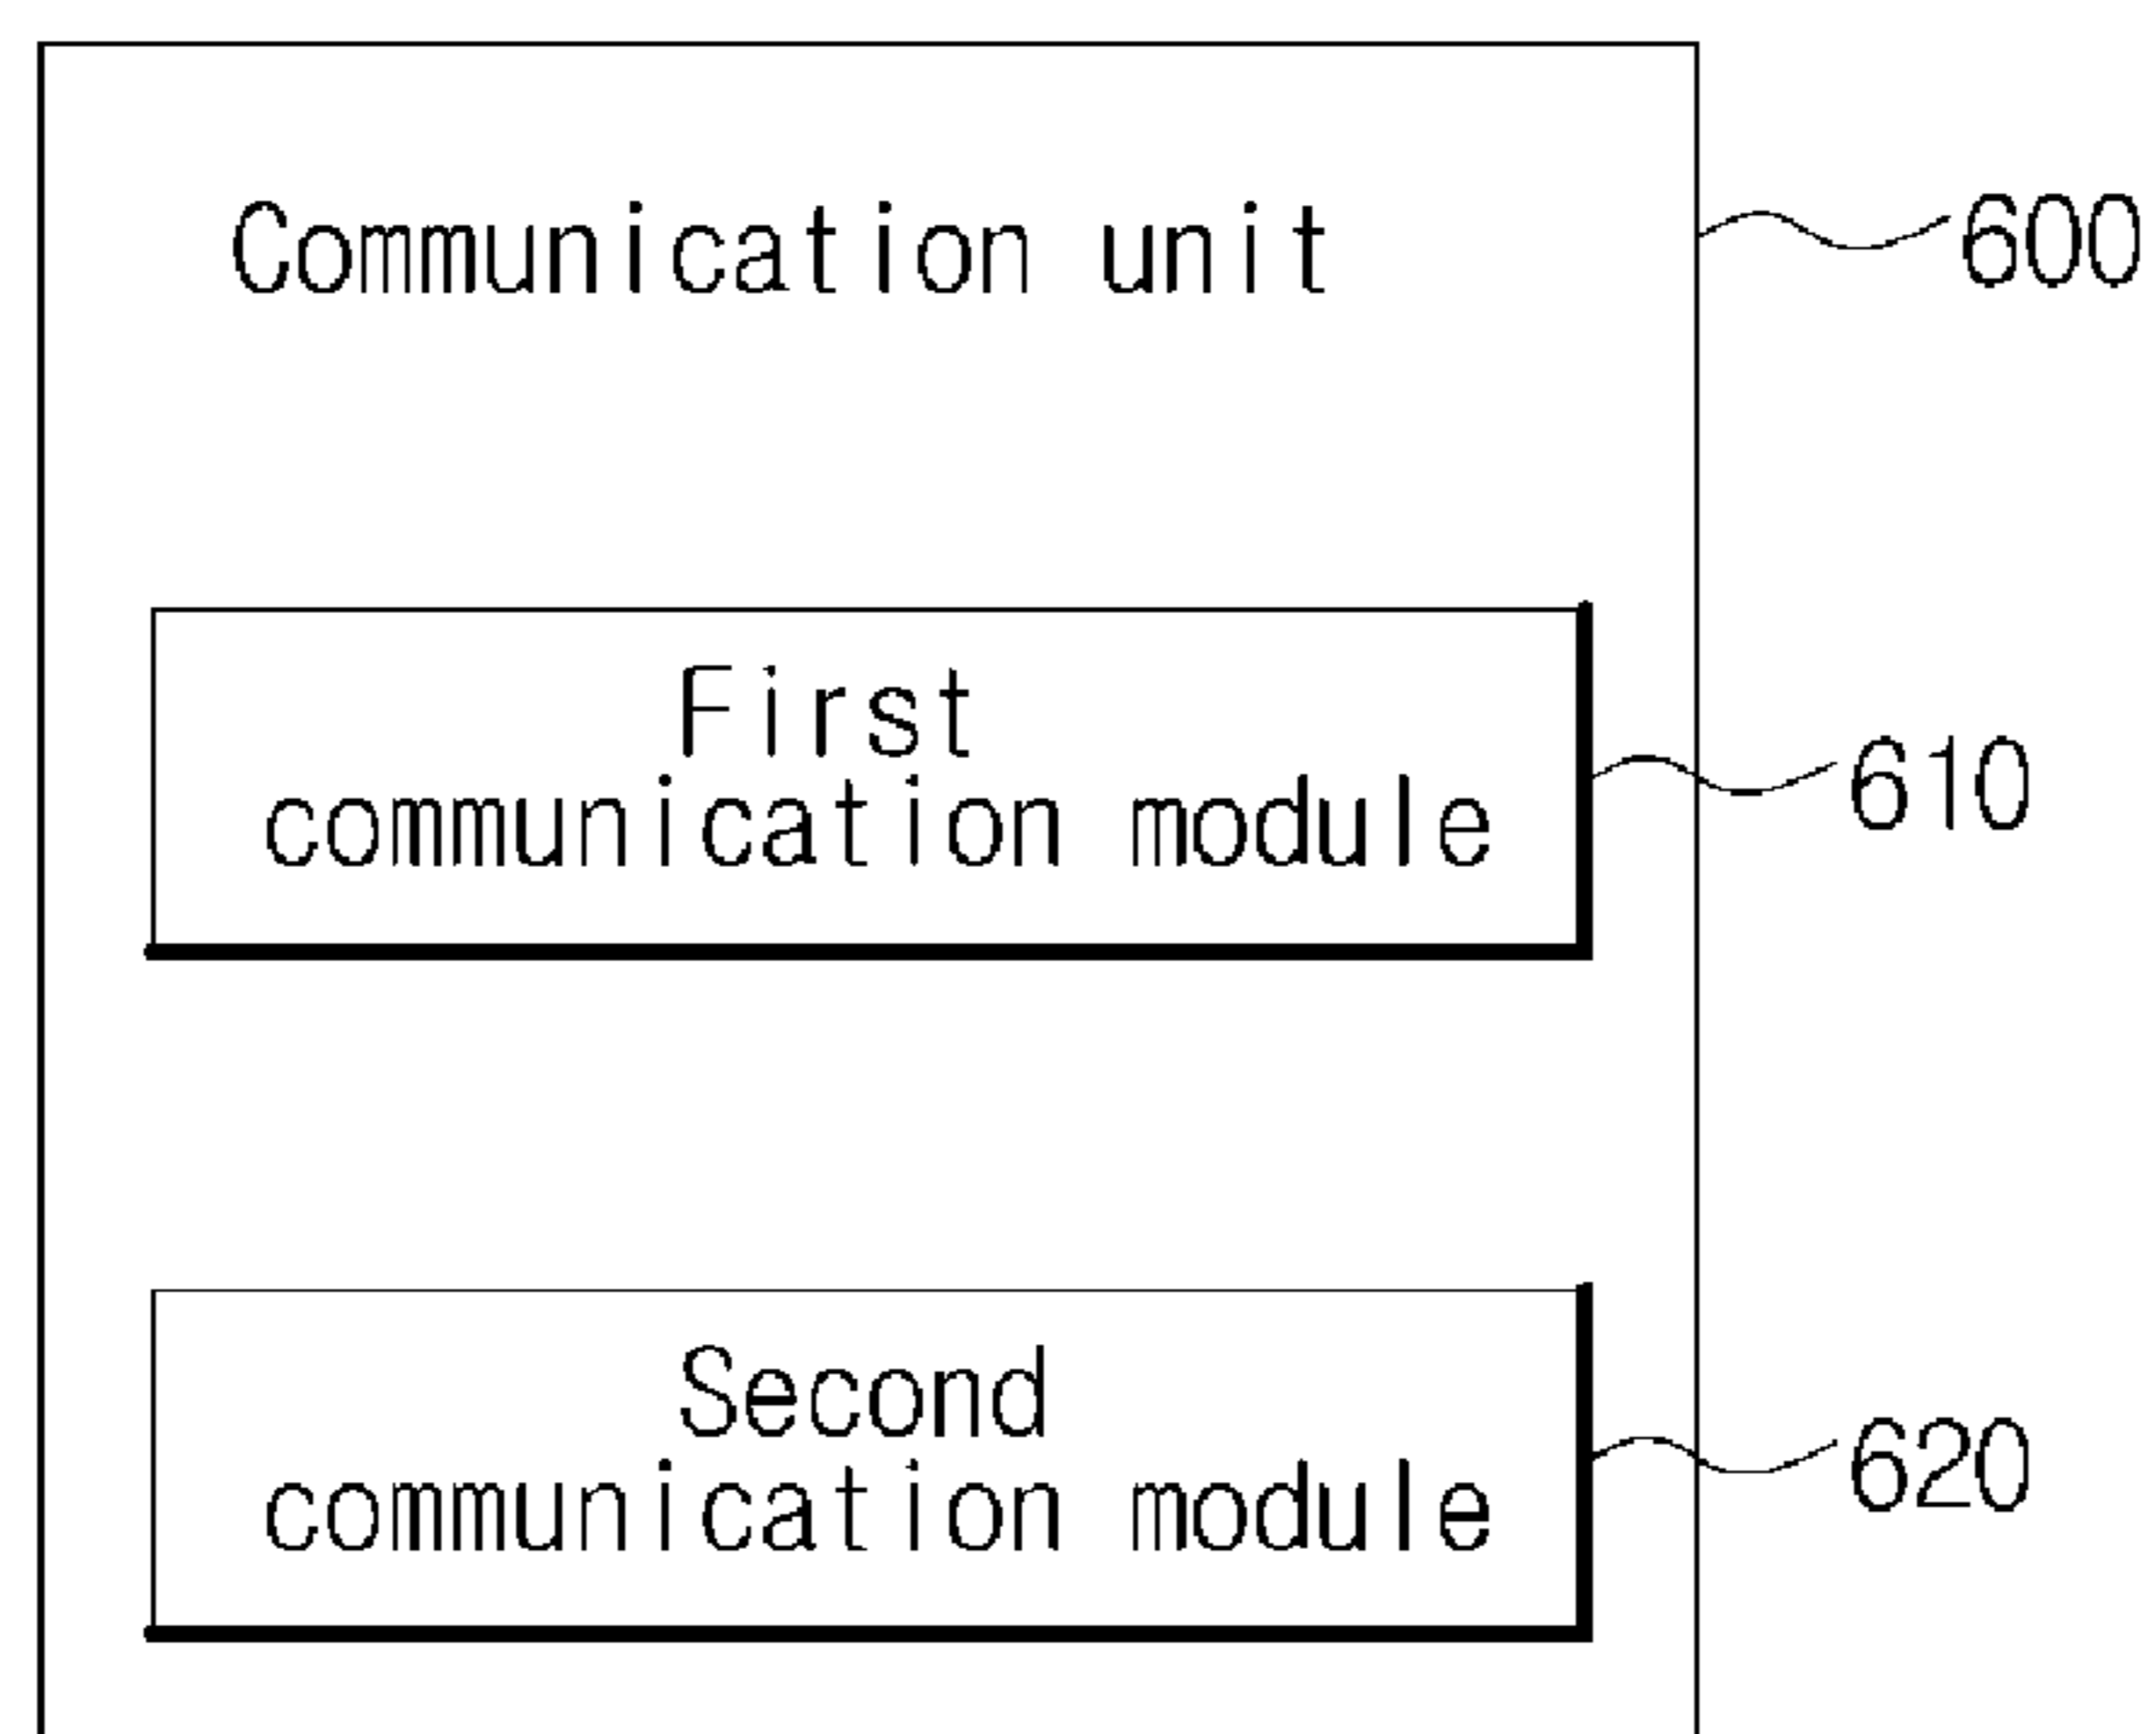 Communication unit 600
First
communication module 610
Second
communication module 620